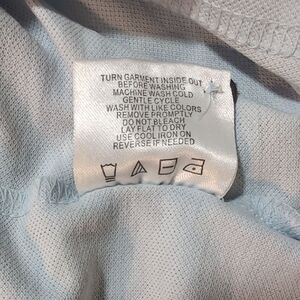 TURN GARMENT INSIDE OUT
BEFORE WASHING
MACHINE WASH COLD
GENTLE CYCLE
WASH WITH LIKE COLORS
REMOVE PROMPTLY
DO NOT BLEACH
LAY FLAT TO DRY
USE COOL IRON ON
REVERSE IF NEEDED